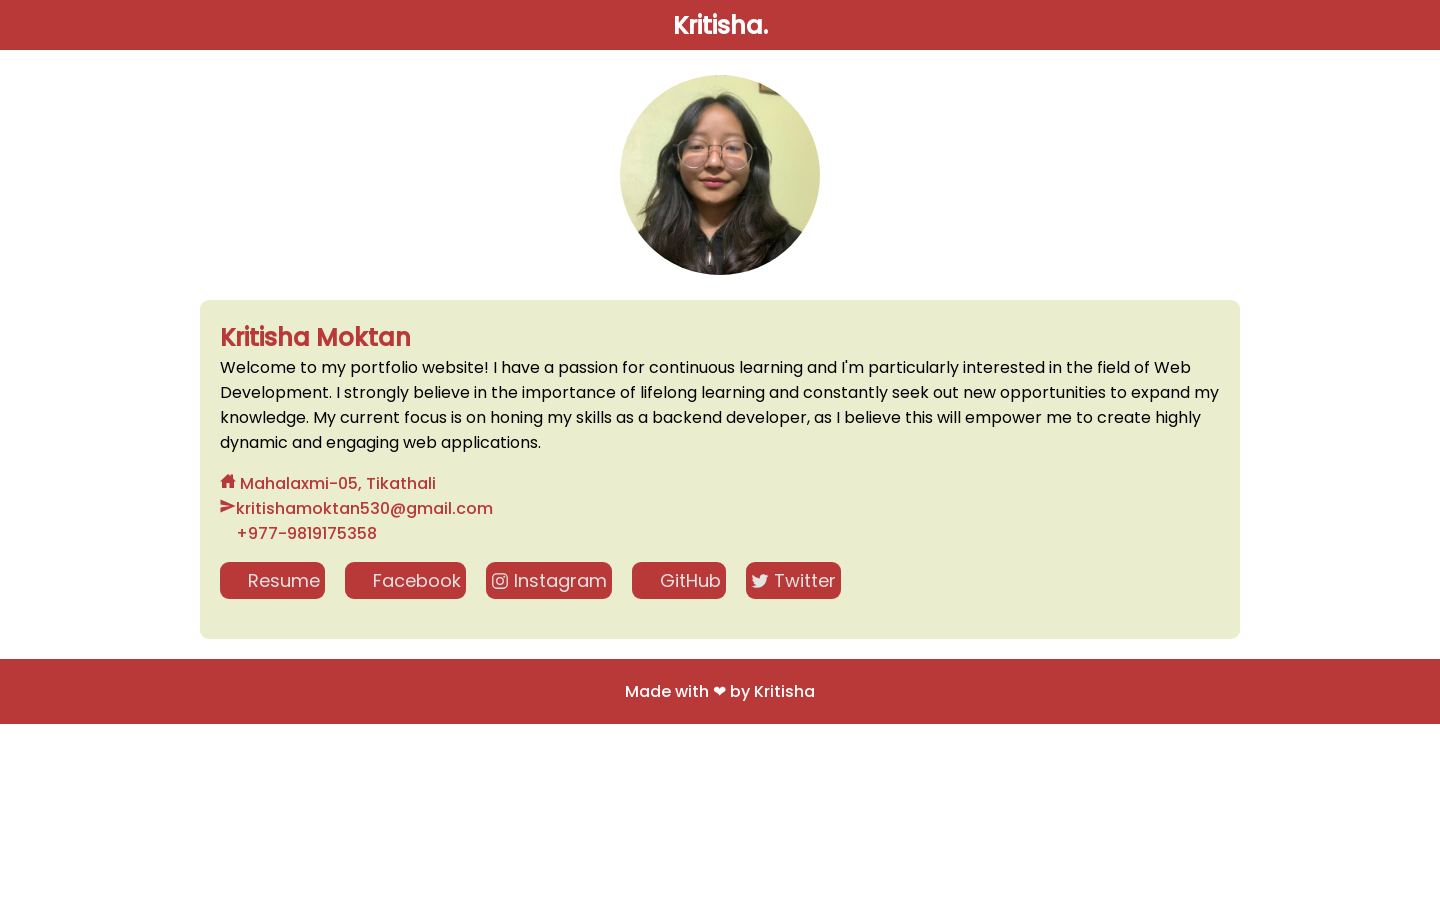 Kritisha.
Kritisha Moktan
Welcome to my portfolio website! I have a passion for continuous learning and I'm particularly interested in the field of Web
Development. I strongly believe in the importance of lifelong learning and constantly seek out new opportunities to expand my
knowledge. My current focus is on honing my skills as a backend developer, as I believe this will empower me to create highly
dynamic and engaging web applications.
Mahalaxmi-05, Tikathali
kritishamoktan530@gmail.com
+977-9819175358
Resume Facebook Instagram GitHub Twitter
Made with ❤ by Kritisha